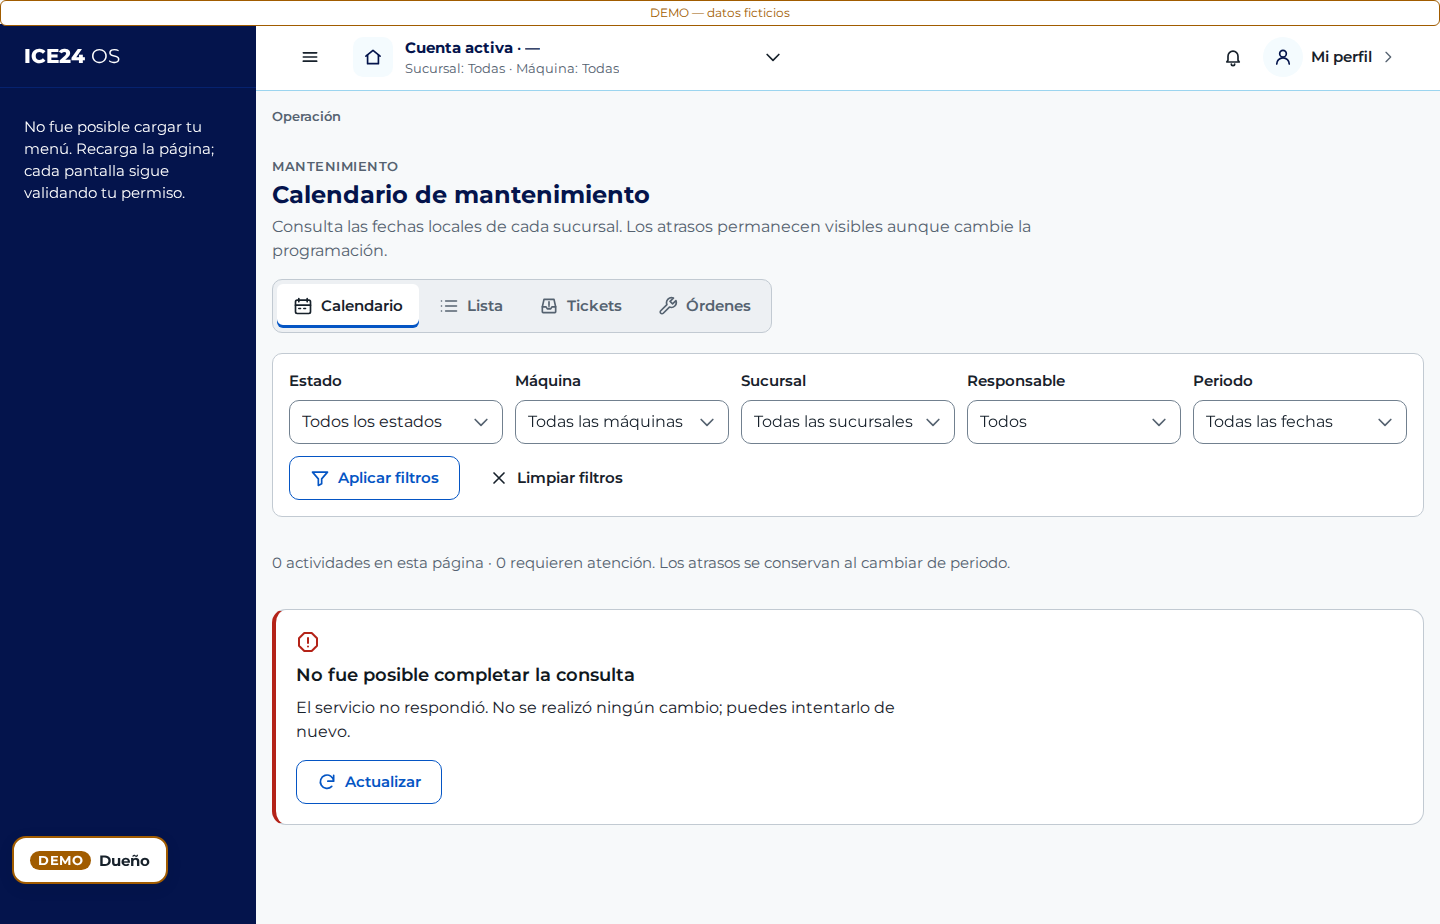 DEMO — datos ficticios
ICE24 OS
Cuenta activa · —
Sucursal: Todas · Máquina: Todas
Mi perfil
No fue posible cargar tu
menú. Recarga la página;
cada pantalla sigue
validando tu permiso.
Operación
MANTENIMIENTO
Calendario de mantenimiento
Consulta las fechas locales de cada sucursal. Los atrasos permanecen visibles aunque cambie la
programación.
Calendario Lista Tickets Órdenes
Estado Máquina Sucursal Responsable Periodo
Todos los estados Todas las máquinas Todas las sucursales Todos Todas las fechas
Aplicar filtros Limpiar filtros
0 actividades en esta página · 0 requieren atención. Los atrasos se conservan al cambiar de periodo.
No fue posible completar la consulta
El servicio no respondió. No se realizó ningún cambio; puedes intentarlo de
nuevo.
Actualizar
DEMO Dueño